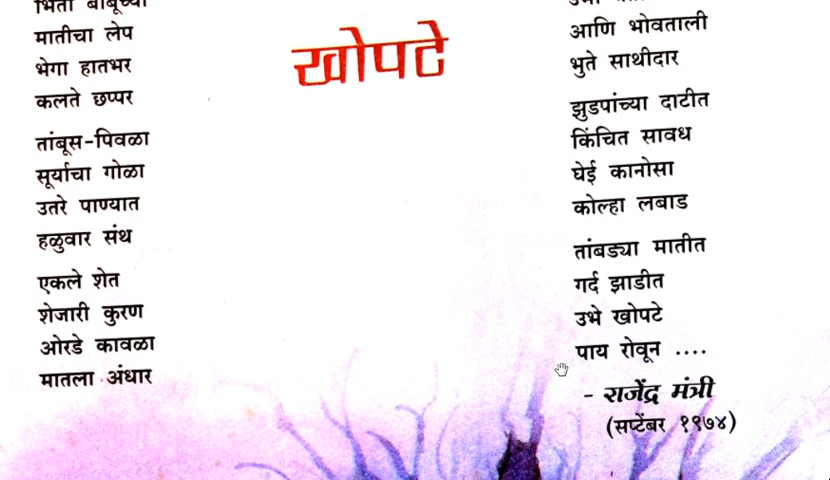 खोपटे
भिंती बांबूच्या
मातीचा लेप
भेगा हातभर
कलते छप्पर
तांबूस-पिवळा
सूर्याचा गोळा
उतरे पाण्यात
हळुवार संथ
एकले शेत
शेजारी कुरण
ओरडे कावळा
मातला अंधार
आणि भोवताली
भुते साथीदार
झुडपांच्या दाटीत
किंचित सावध
घेई कानोसा
कोल्हा लबाड
तांबड्या मातीत
गर्द झाडीत
उभे खोपटे
पाय रोवून ....
- राजेंद्र मंत्री
(सप्टेंबर १९७४)